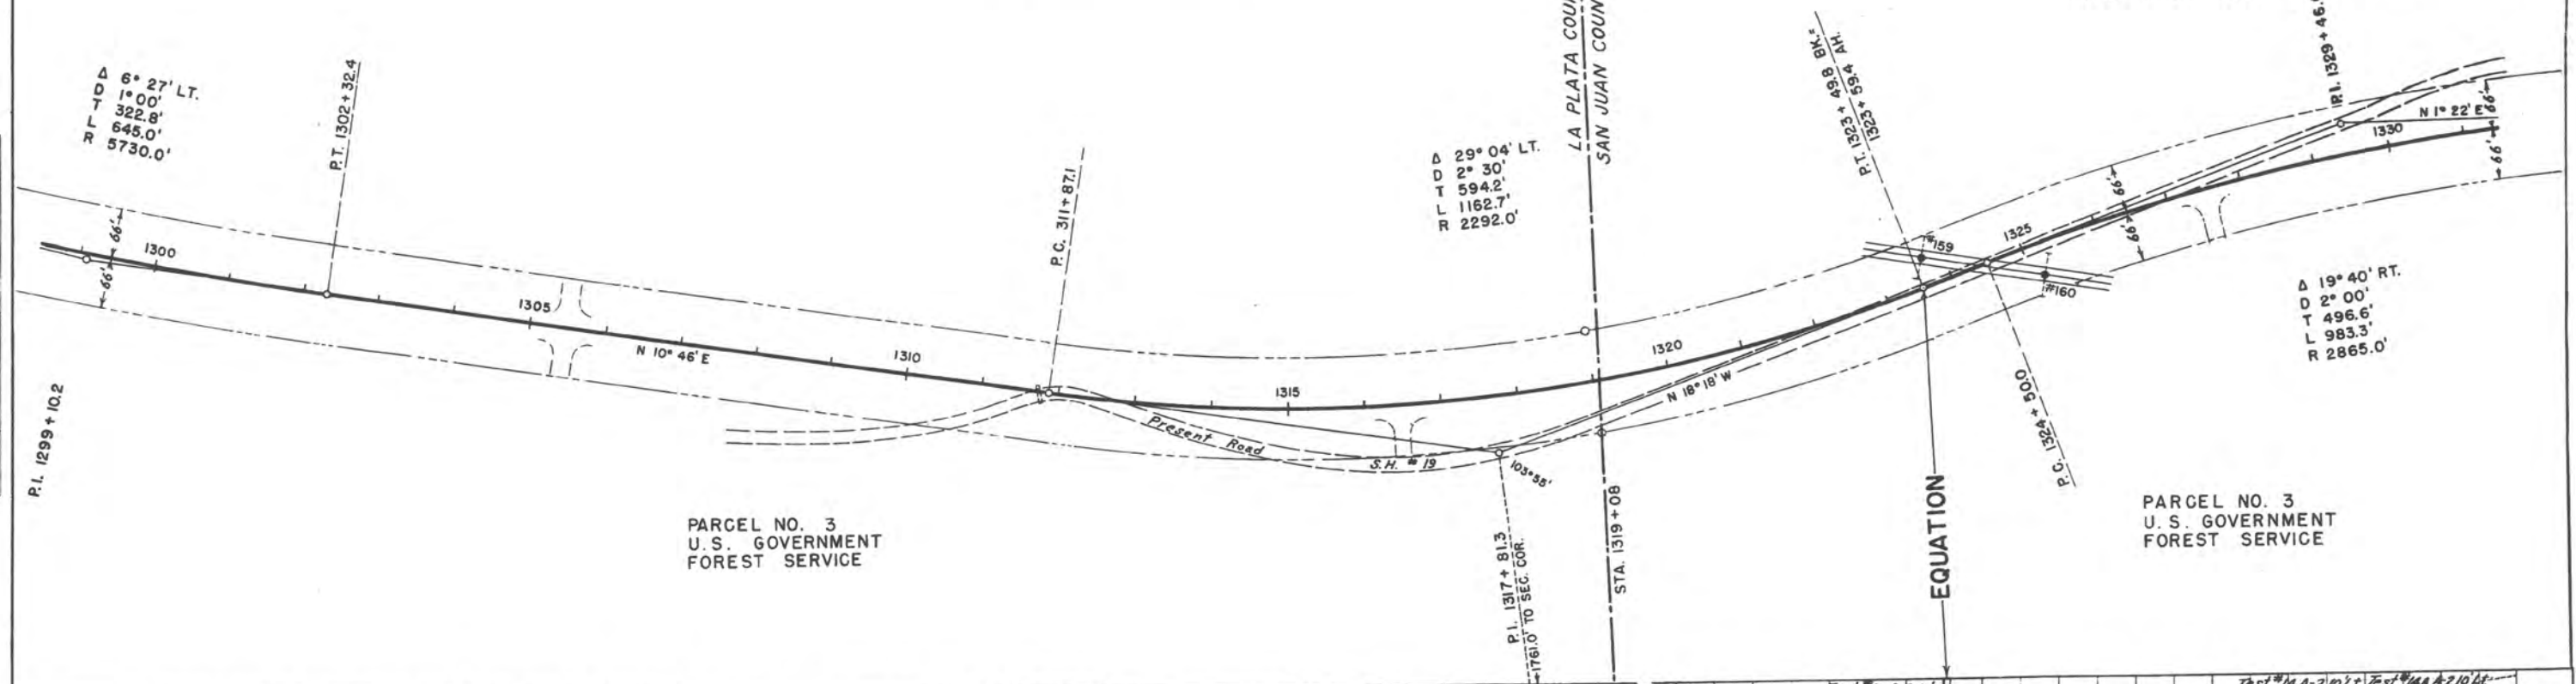 Δ 6° 27' LT.
D 1° 00'
T 322.8'
L 645.0'
R 5730.0'
P.T. 1302 + 32.4
P.I. 1299 + 10.2
66'
66'
1300
1305
N 10° 46' E
1310
P.C. 311 + 87.1
PARCEL NO. 3
U.S. GOVERNMENT
FOREST SERVICE
Present Road
S.H. # 19
1315
Δ 29° 04' LT.
D 2° 30'
T 594.2'
L 1162.7'
R 2292.0'
LA PLATA
SAN JUAN
103°55'
P.I. 1317 + 81.3
1761.0' TO SEC. COR.
STA. 1319 + 08
1320
N 18° 18' W
P.T. 1323 + 49.8 BK.=
1323 + 59.4 AH.
#159
#160
EQUATION
P.C. 1324 + 50.0
1325
66'
66'
Δ 19° 40' RT.
D 2° 00'
T 496.6'
L 983.3'
R 2865.0'
P.I. 1329 + 46.
N 1° 22' E
1330
66'
66'
PARCEL NO. 3
U.S. GOVERNMENT
FOREST SERVICE